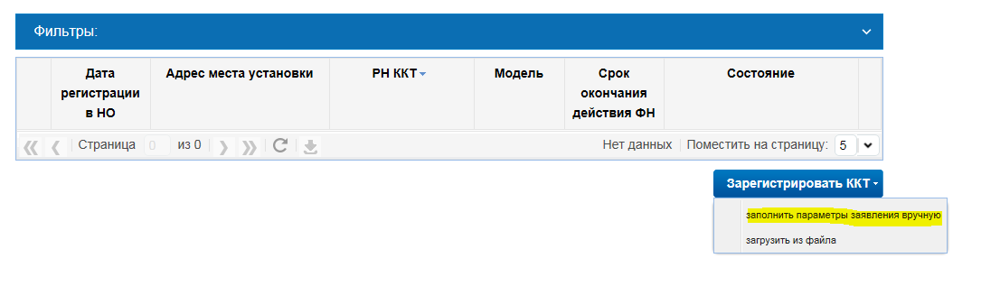 Фильтры:
Дата регистрации в НО
Адрес места установки
РН ККТ
Модель
Срок окончания действия ФН
Состояние
Страница 0 из 0
Нет данных
Поместить на страницу: 5
Зарегистрировать ККТ
заполнить параметры заявления вручную
загрузить из файла